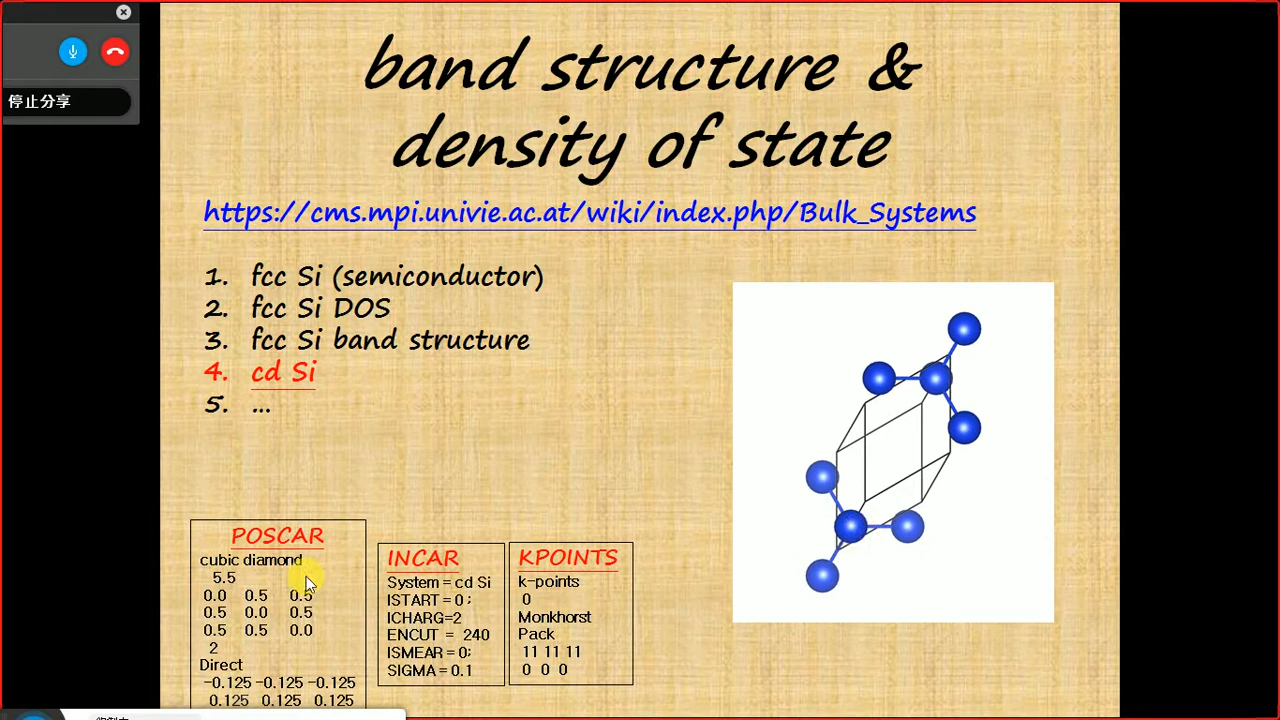 停止分享
band structure &
density of state
https://cms.mpi.univie.ac.at/wiki/index.php/Bulk_Systems
1. fcc Si (semiconductor)
2. fcc Si DOS
3. fcc Si band structure
4. cd Si
5. ...
POSCAR
cubic diamond
5.5
0.0 0.5 0.5
0.5 0.0 0.5
0.5 0.5 0.0
2
Direct
-0.125 -0.125 -0.125
0.125 0.125 0.125
INCAR
System = cd Si
ISTART = 0 ;
ICHARG=2
ENCUT = 240
ISMEAR = 0;
SIGMA = 0.1
KPOINTS
k-points
0
Monkhorst
Pack
11 11 11
0 0 0